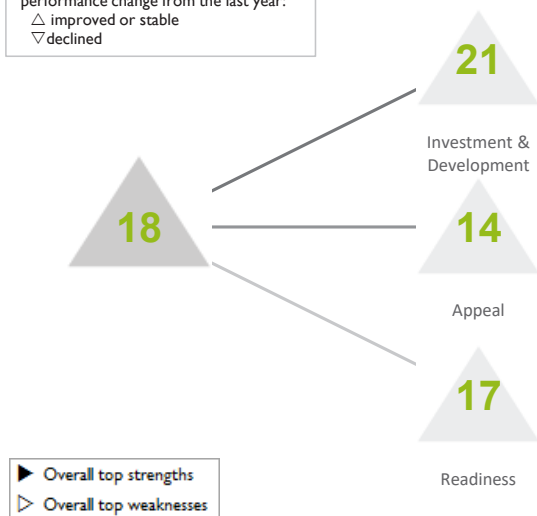 performance change from the last year:
△ improved or stable
▽ declined
21
Investment &
Development
18
14
Appeal
17
Readiness
▶ Overall top strengths
▷ Overall top weaknesses